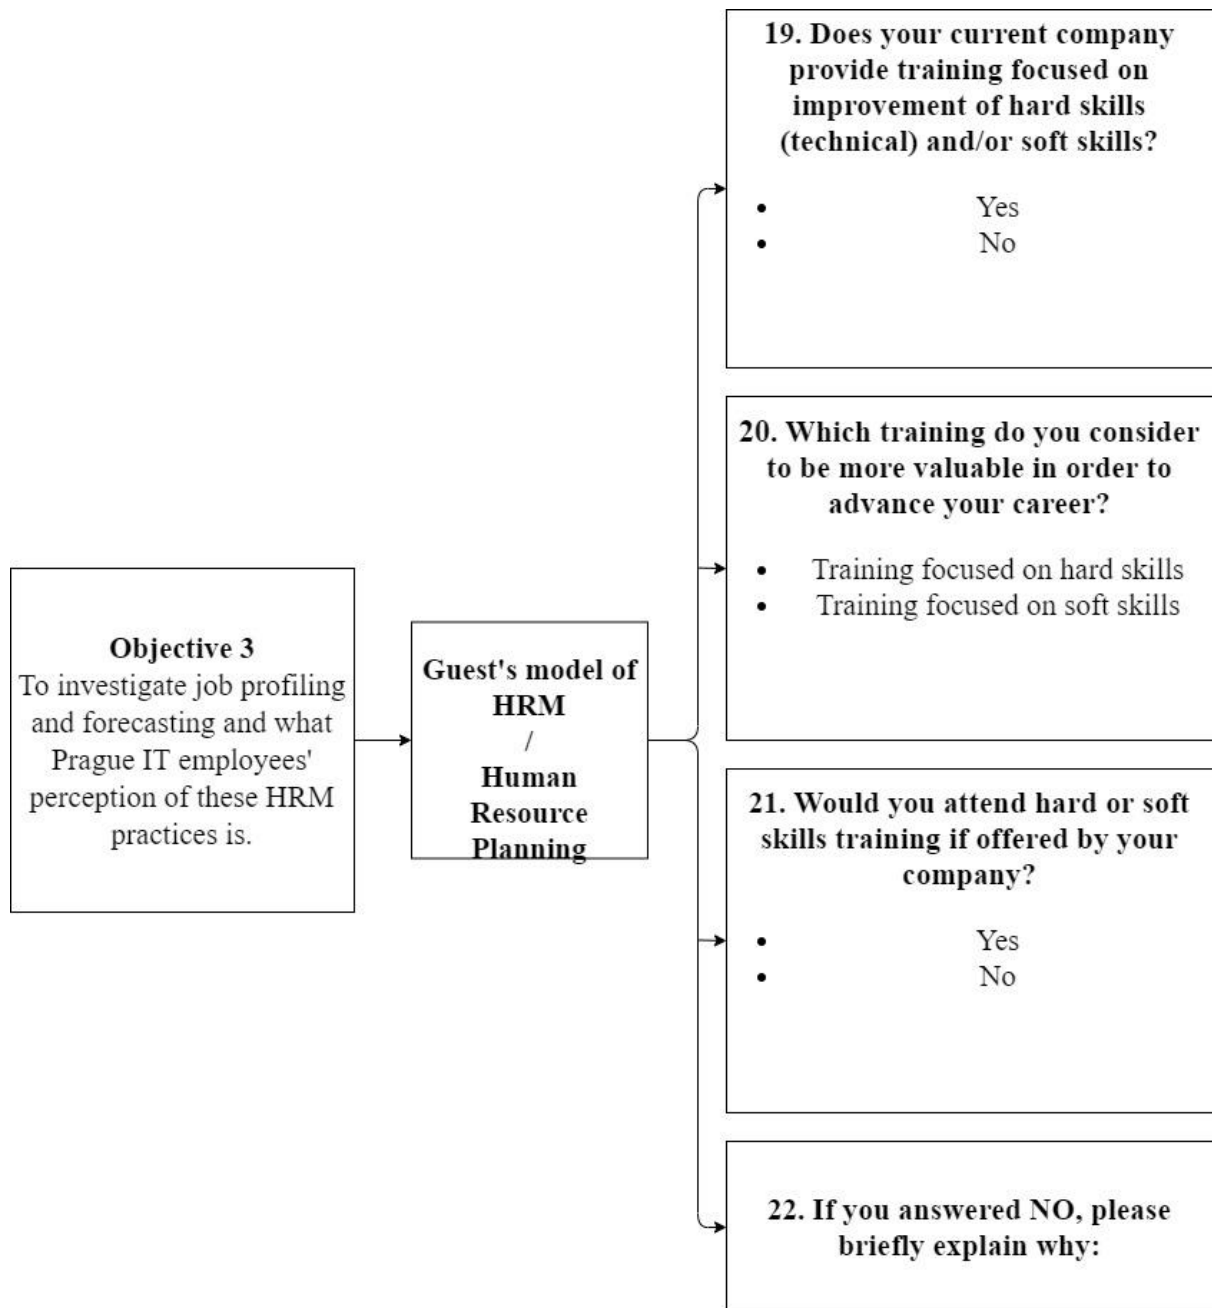 Objective 3
To investigate job profiling
and forecasting and what
Prague IT employees'
perception of these HRM
practices is.
Guest's model of
HRM
/
Human
Resource
Planning
19. Does your current company
provide training focused on
improvement of hard skills
(technical) and/or soft skills?
• Yes
• No
20. Which training do you consider
to be more valuable in order to
advance your career?
• Training focused on hard skills
• Training focused on soft skills
21. Would you attend hard or soft
skills training if offered by your
company?
• Yes
• No
22. If you answered NO, please
briefly explain why: